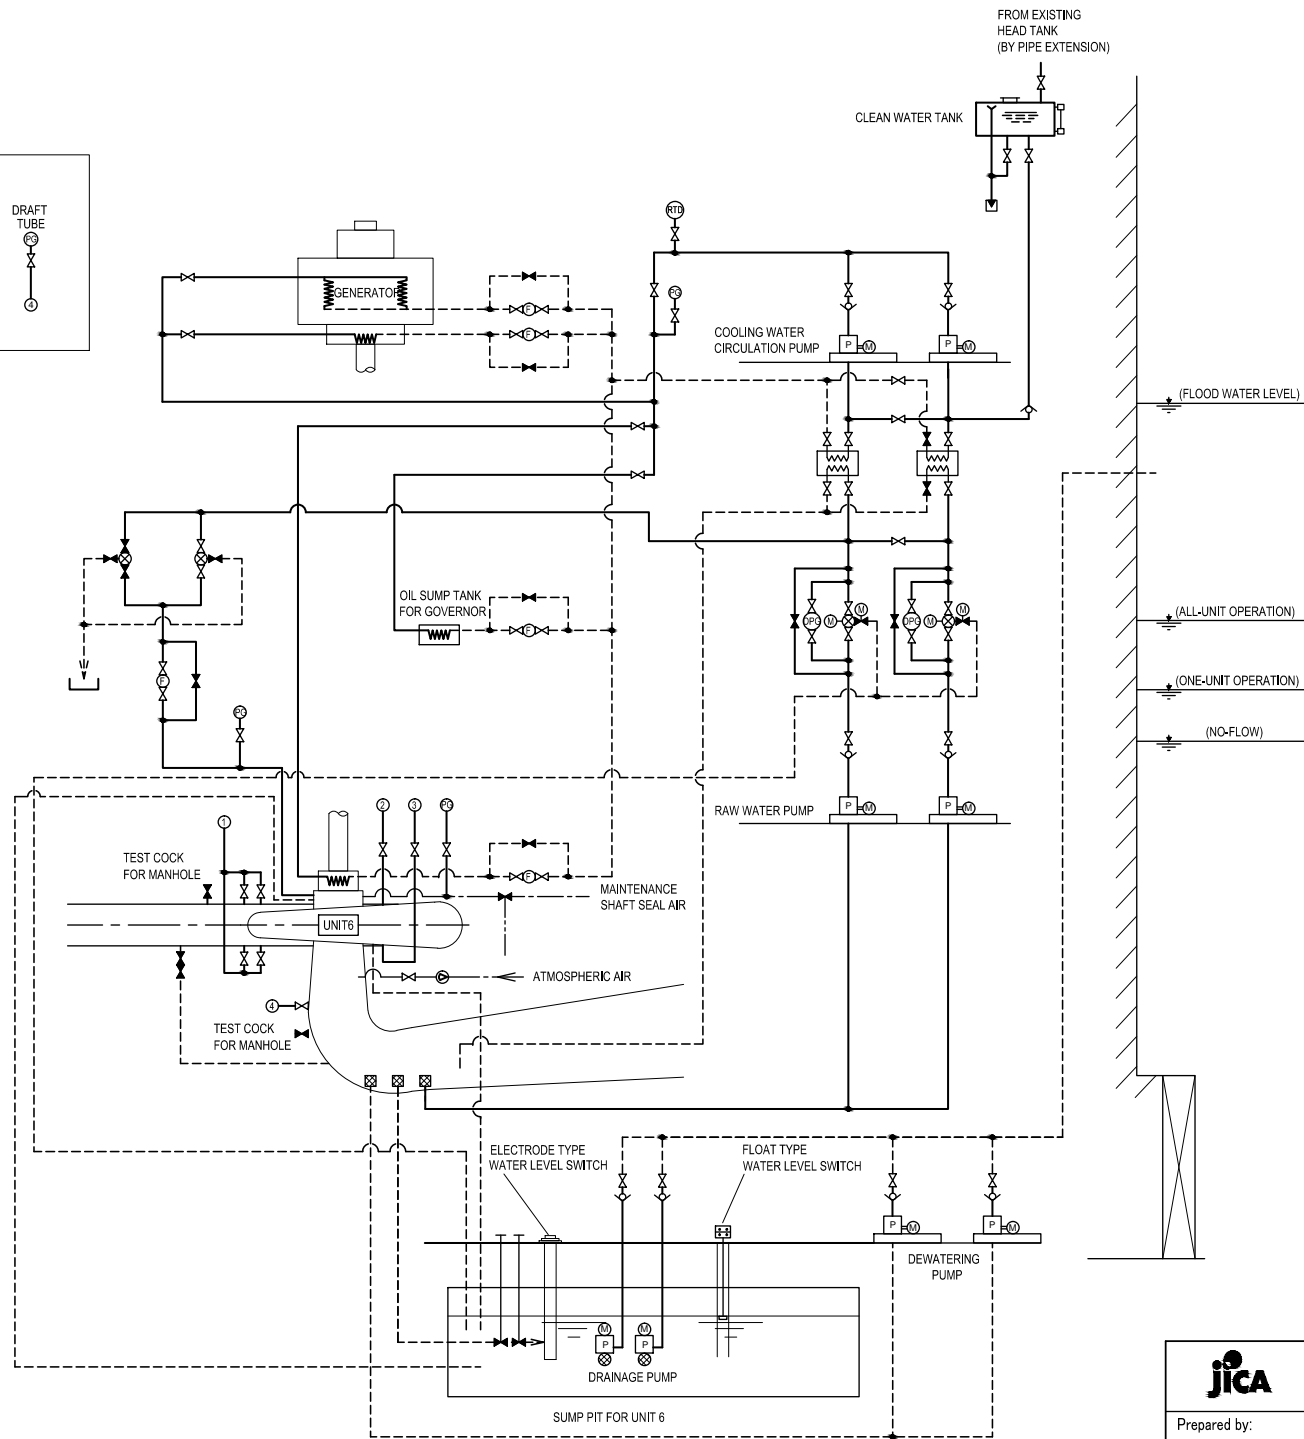 FROM EXISTING
HEAD TANK
(BY PIPE EXTENSION)
CLEAN WATER TANK
DRAFT
TUBE
PG
4
RTD
GENERATOR
F
F
PG
COOLING WATER
CIRCULATION PUMP
P
M
P
M
(FLOOD WATER LEVEL)
OIL SUMP TANK
FOR GOVERNOR
F
DPG
M
M
DPG
M
M
(ALL-UNIT OPERATION)
F
(ONE-UNIT OPERATION)
PG
(NO-FLOW)
1
2
3
PG
RAW WATER PUMP
P
M
P
M
TEST COCK
FOR MANHOLE
F
MAINTENANCE
SHAFT SEAL AIR
UNIT6
ATMOSPHERIC AIR
4
TEST COCK
FOR MANHOLE
ELECTRODE TYPE
WATER LEVEL SWITCH
FLOAT TYPE
WATER LEVEL SWITCH
P
M
P
M
DEWATERING
PUMP
M
P
M
P
DRAINAGE PUMP
SUMP PIT FOR UNIT 6
jICA
Prepared by: